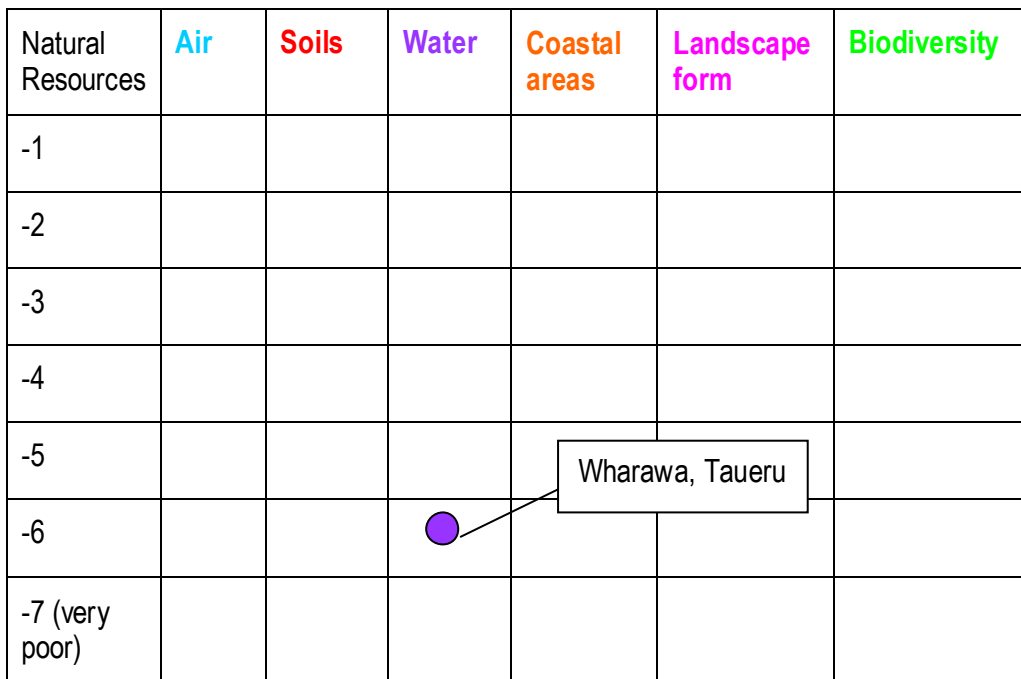 Natural Air Soils Water Coastal Landscape Biodiversity
Resources areas form
-1
-2
-3
-4
-5
Wharawa, Taueru
-6
-7 (very
poor)